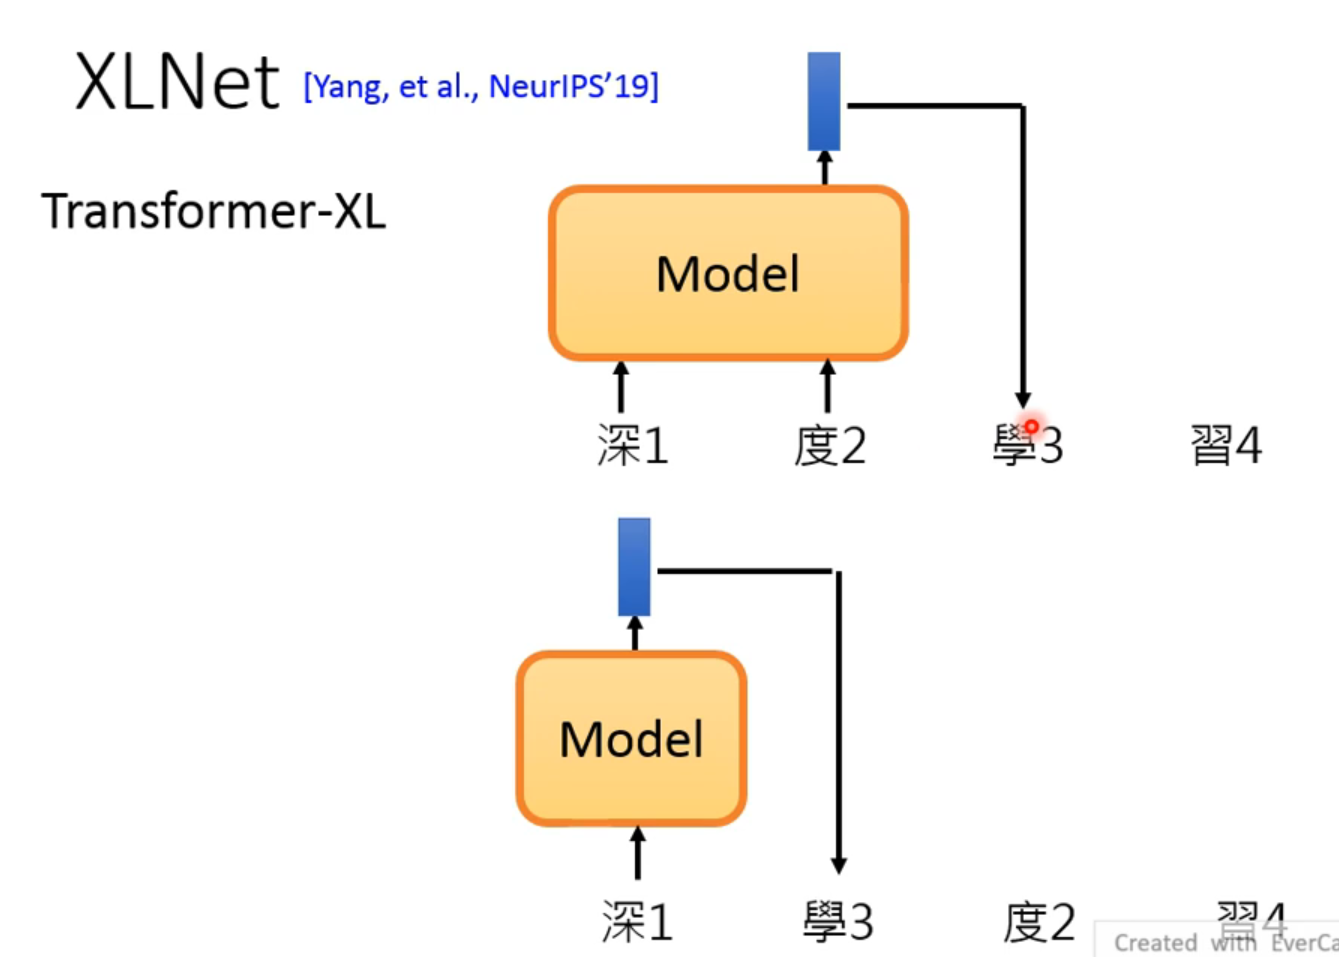 XLNet [Yang, et al., NeurIPS'19]
Transformer-XL
Model
深1 度2 學3 習4
Model
深1 學3 度2 習4
Created with EverCa